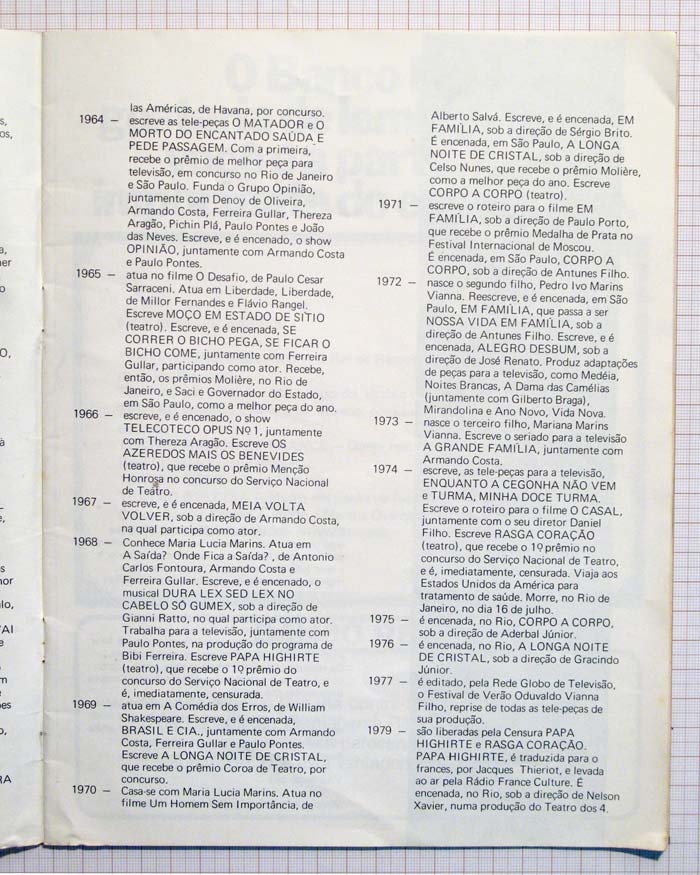 las Américas, de Havana, por concurso.
1964 — escreve as tele-peças O MATADOR e O
MORTO DO ENCANTADO SAÚDA E
PEDE PASSAGEM. Com a primeira,
recebe o prêmio de melhor peça para
televisão, em concurso no Rio de Janeiro
e São Paulo. Funda o Grupo Opinião,
juntamente com Denoy de Oliveira,
Armando Costa, Ferreira Gullar, Thereza
Aragão, Pichin Plá, Paulo Pontes e João
das Neves. Escreve, e é encenado, o show
OPINIÃO, juntamente com Armando Costa
e Paulo Pontes.
1965 — atua no filme O Desafio, de Paulo Cesar
Sarraceni. Atua em Liberdade, Liberdade,
de Millor Fernandes e Flávio Rangel.
Escreve MOÇO EM ESTADO DE SITIO
(teatro). Escreve, e é encenada, SE
CORRER O BICHO PEGA, SE FICAR O
BICHO COME, juntamente com Ferreira
Gullar, participando como ator. Recebe,
então, os prêmios Molière, no Rio de
Janeiro, e Saci e Governador do Estado,
em São Paulo, como a melhor peça do ano.
1966 — escreve, e é encenado, o show
TELECOTECO OPUS Nº 1, juntamente
com Thereza Aragão. Escreve OS
AZEREDOS MAIS OS BENEVIDES
(teatro), que recebe o prêmio Menção
Honrosa no concurso do Serviço Nacional
de Teatro.
1967 — escreve, e é encenada, MEIA VOLTA
VOLVER, sob a direção de Armando Costa,
na qual participa como ator.
1968 — Conhece Maria Lucia Marins. Atua em
A Saída? Onde Fica a Saída? , de Antonio
Carlos Fontoura, Armando Costa e
Ferreira Gullar. Escreve, e é encenado, o
musical DURA LEX SED LEX NO
CABELO SÓ GUMEX, sob a direção de
Gianni Ratto, no qual participa como ator.
Trabalha para a televisão, juntamente com
Paulo Pontes, na produção do programa de
Bibi Ferreira. Escreve PAPA HIGHIRTE
(teatro), que recebe o 1º prêmio do
concurso do Serviço Nacional de Teatro, e
é, imediatamente, censurada.
1969 — atua em A Comédia dos Erros, de William
Shakespeare. Escreve, e é encenada,
BRASIL E CIA., juntamente com Armando
Costa, Ferreira Gullar e Paulo Pontes.
Escreve A LONGA NOITE DE CRISTAL,
que recebe o prêmio Coroa de Teatro, por
concurso.
1970 — Casa-se com Maria Lucia Marins. Atua no
filme Um Homem Sem Importância, de
Alberto Salvá. Escreve, e é encenada, EM
FAMÍLIA, sob a direção de Sérgio Brito.
É encenada, em São Paulo, A LONGA
NOITE DE CRISTAL, sob a direção de
Celso Nunes, que recebe o prêmio Molière,
como a melhor peça do ano. Escreve
CORPO A CORPO (teatro).
1971 — escreve o roteiro para o filme EM
FAMÍLIA, sob a direção de Paulo Porto,
que recebe o prêmio Medalha de Prata no
Festival Internacional de Moscou.
É encenada, em São Paulo, CORPO A
CORPO, sob a direção de Antunes Filho.
1972 — nasce o segundo filho, Pedro Ivo Marins
Vianna. Reescreve, e é encenada, em São
Paulo, EM FAMÍLIA, que passa a ser
NOSSA VIDA EM FAMÍLIA, sob a
direção de Antunes Filho. Escreve, e é
encenada, ALEGRO DESBUM, sob a
direção de José Renato. Produz adaptações
de peças para a televisão, como Medéia,
Noites Brancas, A Dama das Camélias
(juntamente com Gilberto Braga),
Mirandolina e Ano Novo, Vida Nova.
1973 — nasce o terceiro filho, Mariana Marins
Vianna. Escreve o seriado para a televisão
A GRANDE FAMÍLIA, juntamente com
Armando Costa.
1974 — escreve, as tele-peças para a televisão,
ENQUANTO A CEGONHA NÃO VEM
e TURMA, MINHA DOCE TURMA.
Escreve o roteiro para o filme O CASAL,
juntamente com o seu diretor Daniel
Filho. Escreve RASGA CORAÇÃO
(teatro), que recebe o 1º prêmio no
concurso do Serviço Nacional de Teatro,
e é, imediatamente, censurada. Viaja aos
Estados Unidos da América para
tratamento de saúde. Morre, no Rio de
Janeiro, no dia 16 de julho.
1975 — é encenada, no Rio, CORPO A CORPO,
sob a direção de Aderbal Júnior.
1976 — é encenada, no Rio, A LONGA NOITE
DE CRISTAL, sob a direção de Gracindo
Júnior.
1977 — é editado, pela Rede Globo de Televisão,
o Festival de Verão Oduvaldo Vianna
Filho, reprise de todas as tele-peças de
sua produção.
1979 — são liberadas pela Censura PAPA
HIGHIRTE e RASGA CORAÇÃO.
PAPA HIGHIRTE, é traduzida para o
frances, por Jacques Thieriot, e levada
ao ar pela Rádio France Culture. É
encenada, no Rio, sob a direção de Nelson
Xavier, numa produção do Teatro dos 4.